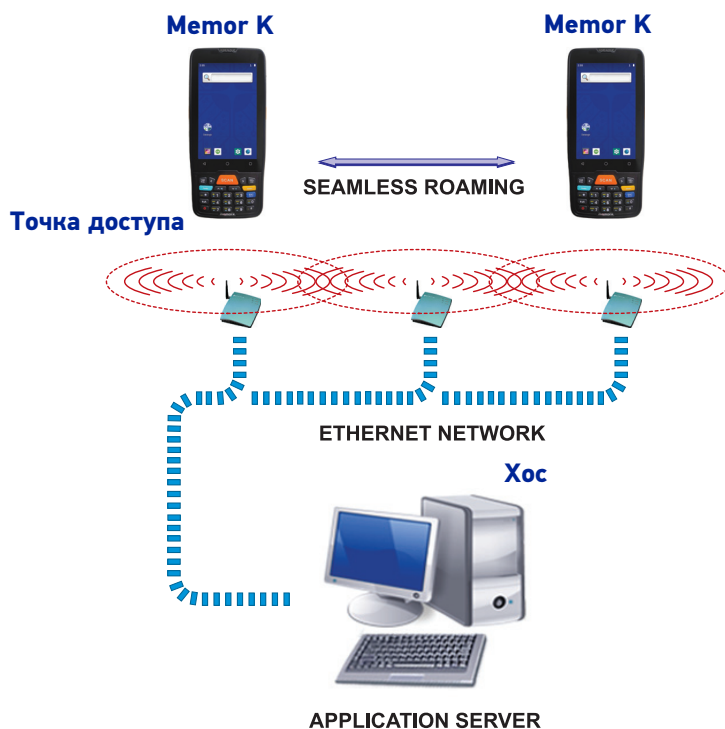 Memor K
Memor K
SEAMLESS ROAMING
Точка доступа
ETHERNET NETWORK
Хос
APPLICATION SERVER